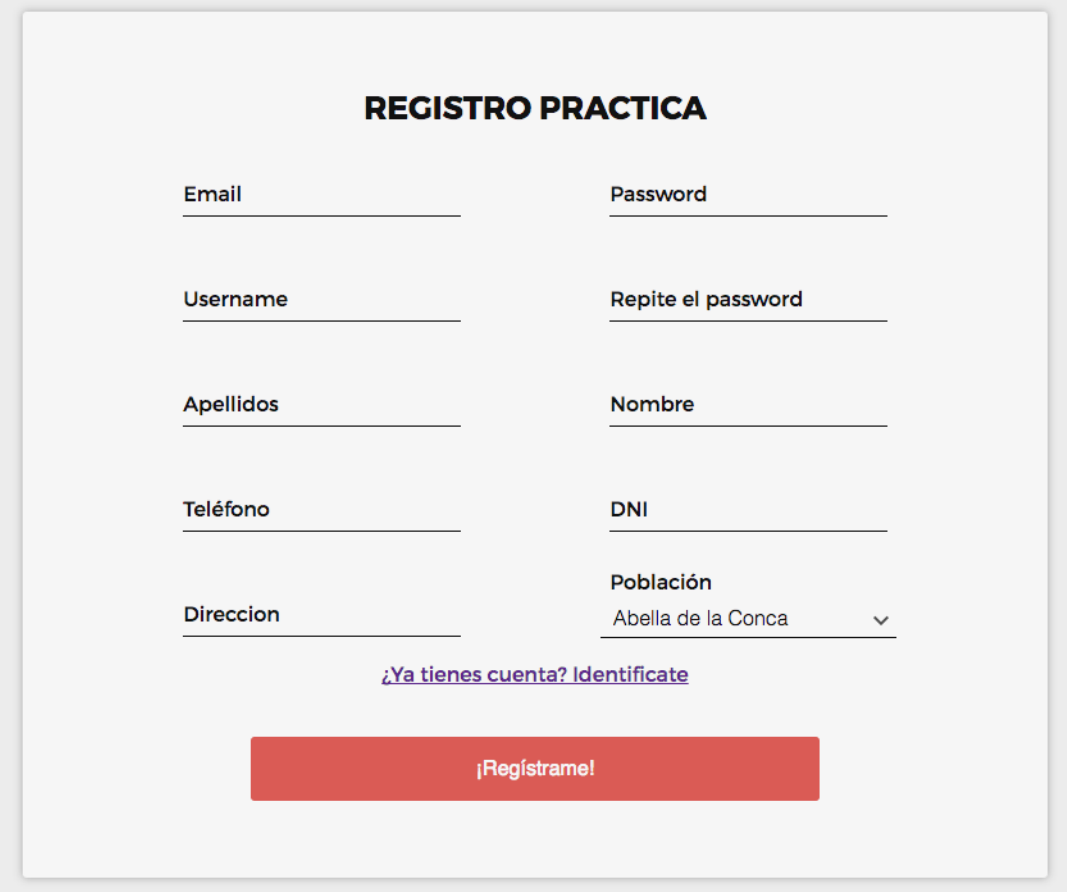 REGISTRO PRACTICA
Email
Password
Username
Repite el password
Apellidos
Nombre
Teléfono
DNI
Direccion
Población
Abella de la Conca
¿Ya tienes cuenta? Identificate
¡Regístrame!